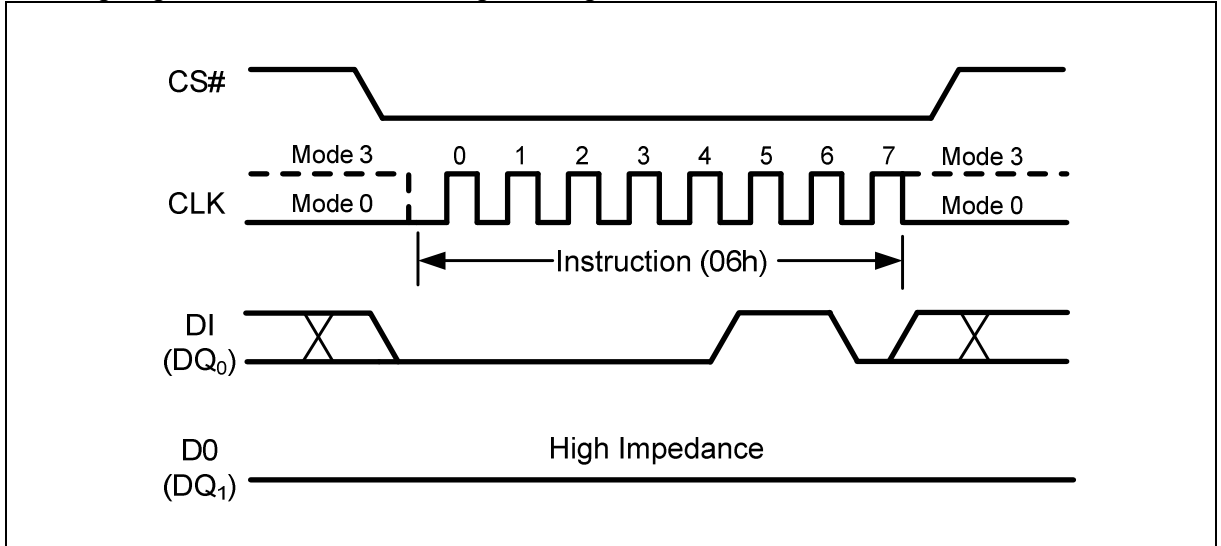 CS#
Mode 3 0 1 2 3 4 5 6 7 Mode 3
CLK Mode 0 Mode 0
Instruction (06h)
DI
(DQ₀)
D0 High Impedance
(DQ₁)